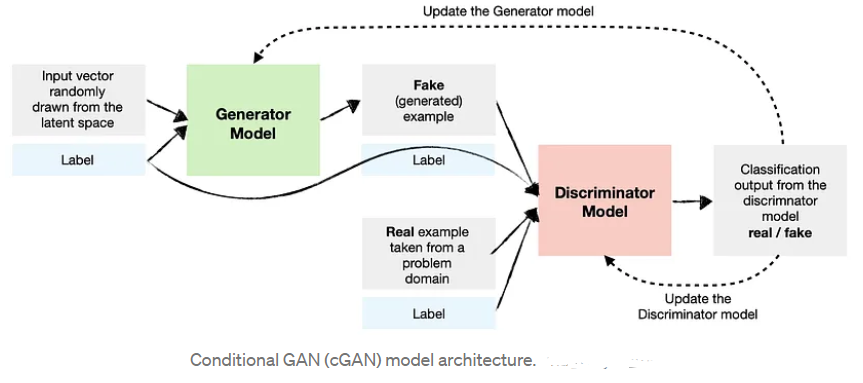 Update the Generator model
Input vector
randomly
drawn from the
latent space
Label
Generator
Model
Fake
(generated)
example
Label
Real example
taken from a
problem
domain
Label
Discriminator
Model
Classification
output from the
discrimnator
model
real / fake
Update the
Discriminator model
Conditional GAN (cGAN) model architecture.